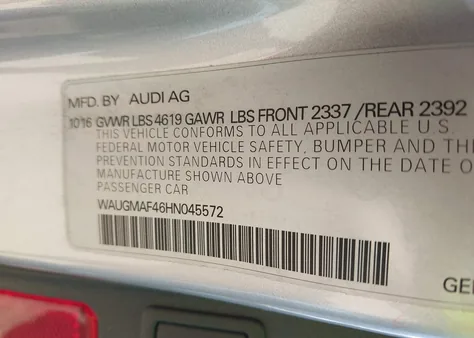 MFD. BY AUDI AG
10/16 GVWR LBS 4619 GAWR LBS FRONT 2337 / REAR 2392
THIS VEHICLE CONFORMS TO ALL APPLICABLE U.S.
FEDERAL MOTOR VEHICLE SAFETY, BUMPER AND THE
PREVENTION STANDARDS IN EFFECT ON THE DATE
MANUFACTURE SHOWN ABOVE
PASSENGER CAR
WAUGMAF46HN045572
GE